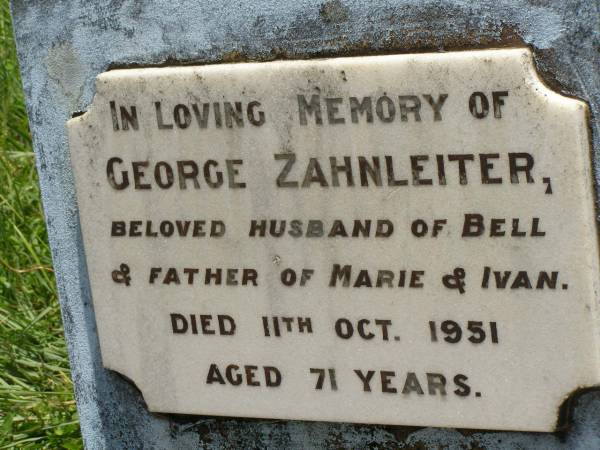 IN LOVING MEMORY OF
GEORGE ZAHNLEITER,
BELOVED HUSBAND OF BELL
& FATHER OF MARIE & IVAN.
DIED 11TH OCT. 1951
AGED 71 YEARS.